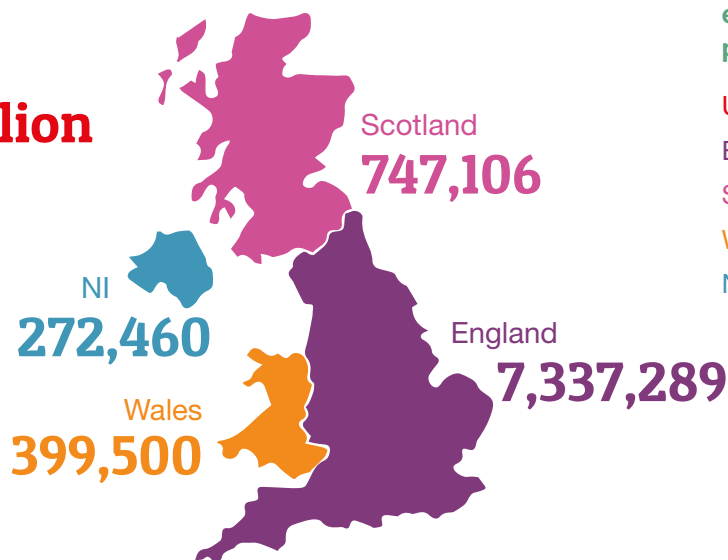 lion
Scotland
747,106
NI
272,460
England
7,337,289
Wales
399,500